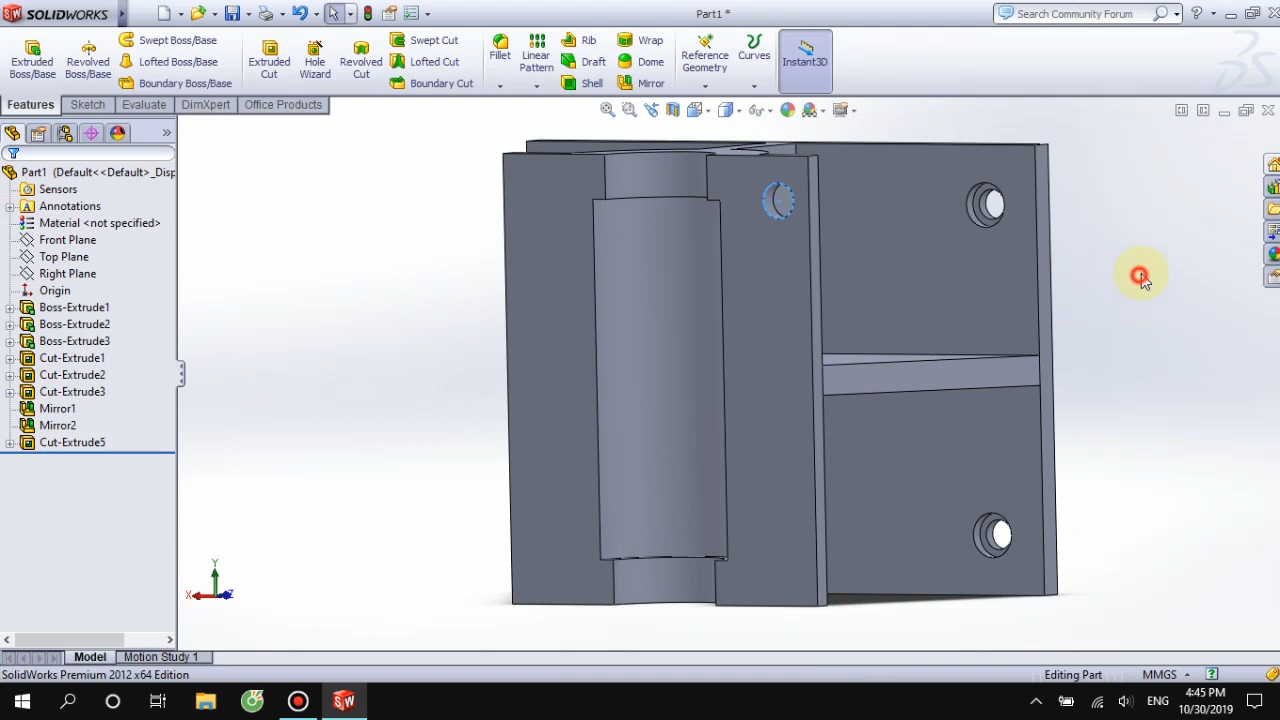 SOLIDWORKS
Part1 *
Search Community Forum
Extruded Boss/Base
Revolved Boss/Base
Swept Boss/Base
Lofted Boss/Base
Boundary Boss/Base
Extruded Cut
Hole Wizard
Revolved Cut
Swept Cut
Lofted Cut
Boundary Cut
Fillet
Linear Pattern
Rib
Draft
Shell
Wrap
Dome
Mirror
Reference Geometry
Curves
Instant3D
Features
Sketch
Evaluate
DimXpert
Office Products
Part1 (Default<<Default>_Disp
Sensors
Annotations
Material <not specified>
Front Plane
Top Plane
Right Plane
Origin
Boss-Extrude1
Boss-Extrude2
Boss-Extrude3
Cut-Extrude1
Cut-Extrude2
Cut-Extrude3
Mirror1
Mirror2
Cut-Extrude5
Y
X
Z
Model
Motion Study 1
SolidWorks Premium 2012 x64 Edition
Editing Part
MMGS
ENG
4:45 PM
10/30/2019